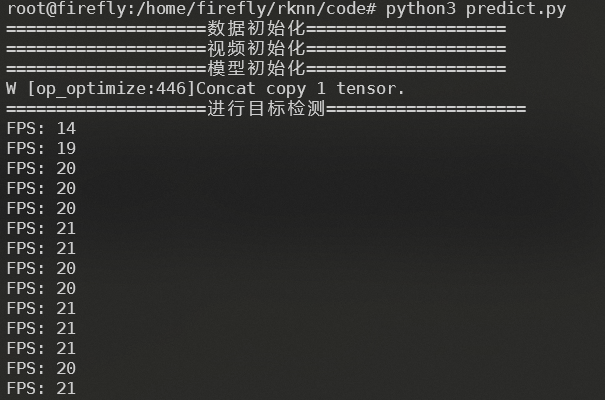 root@firefly:/home/firefly/rknn/code# python3 predict.py
====================数据初始化====================
====================视频初始化====================
====================模型初始化====================
W [op_optimize:446]Concat copy 1 tensor.
====================进行目标检测====================
FPS: 14
FPS: 19
FPS: 20
FPS: 20
FPS: 20
FPS: 21
FPS: 21
FPS: 20
FPS: 20
FPS: 21
FPS: 21
FPS: 21
FPS: 20
FPS: 21